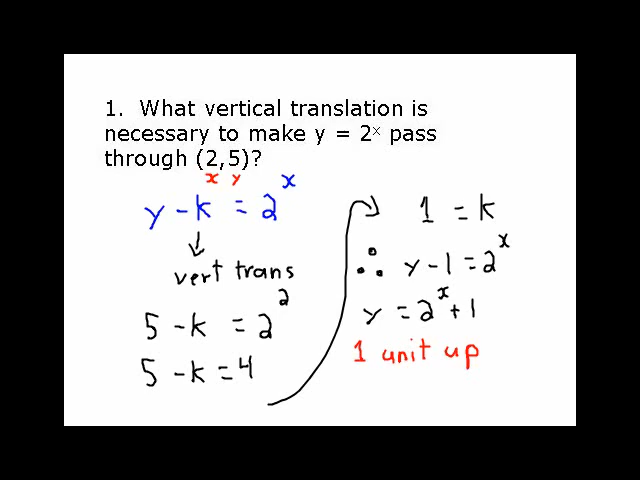 1. What vertical translation is
necessary to make y = 2ˣ pass
through (2,5)?
x y
y - k = 2ˣ
vert trans
5 - k = 2²
5 - k = 4
1 = k
∴ y - 1 = 2ˣ
y = 2ˣ + 1
1 unit up